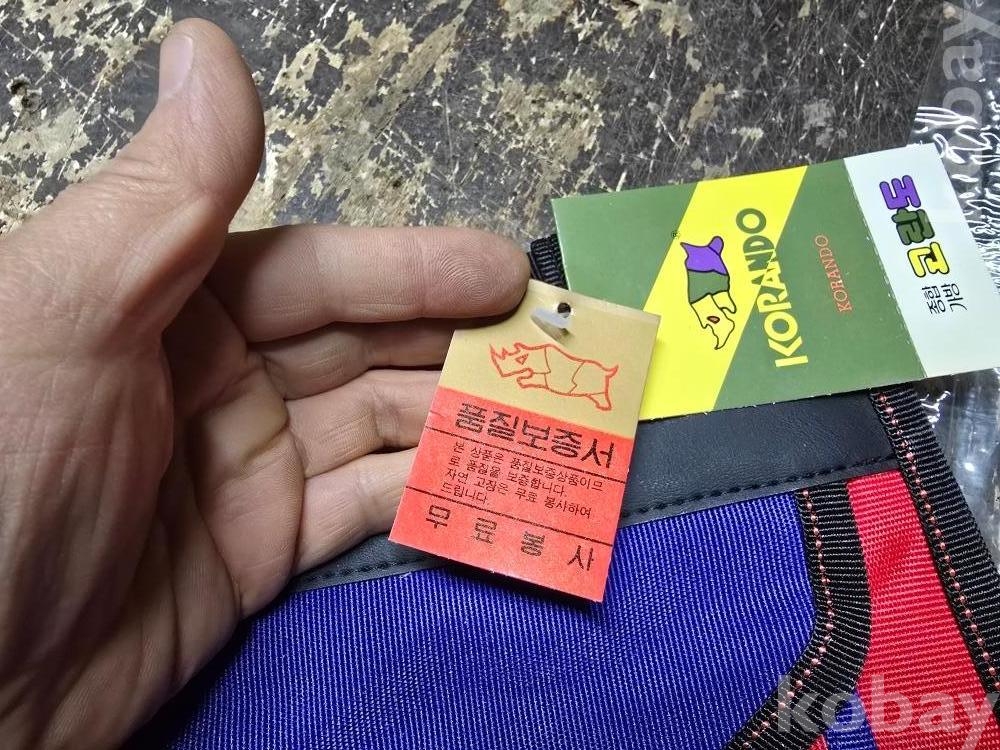 품질보증서
본 상품은 품질보증상품이므
로 품질을 보증합니다.
자연 고장은 무료 봉사하여
드립니다.
무료봉사
®
KORANDO
KORANDO
고란도
종합
가방
kobay
kobay